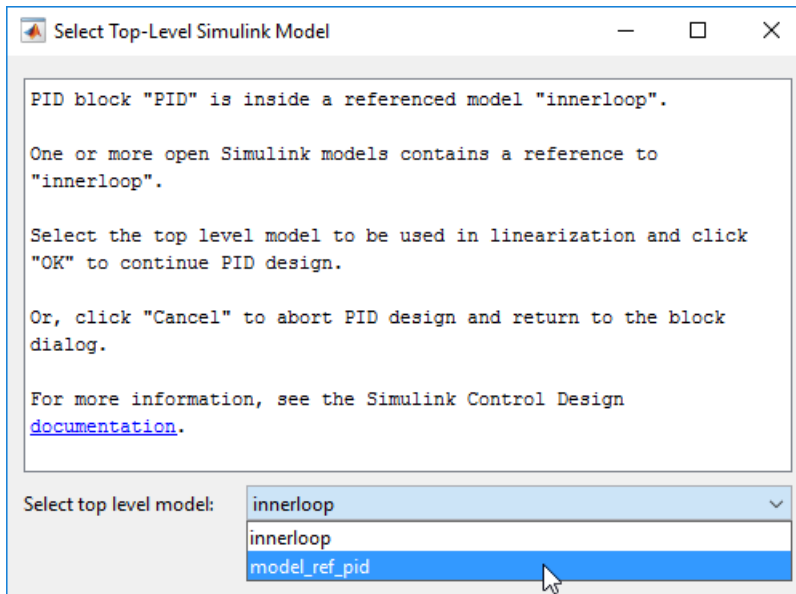 Select Top-Level Simulink Model
PID block "PID" is inside a referenced model "innerloop".
One or more open Simulink models contains a reference to
"innerloop".
Select the top level model to be used in linearization and click
"OK" to continue PID design.
Or, click "Cancel" to abort PID design and return to the block
dialog.
For more information, see the Simulink Control Design
documentation.
Select top level model: innerloop
innerloop
model_ref_pid